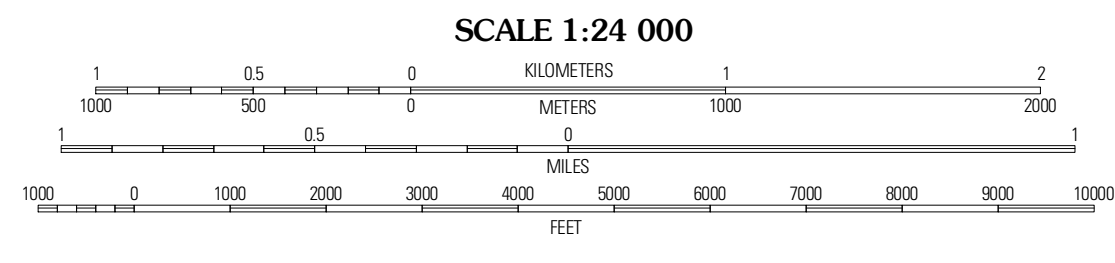 SCALE 1:24 000
1 0.5 0 KILOMETERS 1 2
1000 500 0 METERS 1000 2000
1 0.5 0 1
MILES
1000 0 1000 2000 3000 4000 5000 6000 7000 8000 9000 10000
FEET